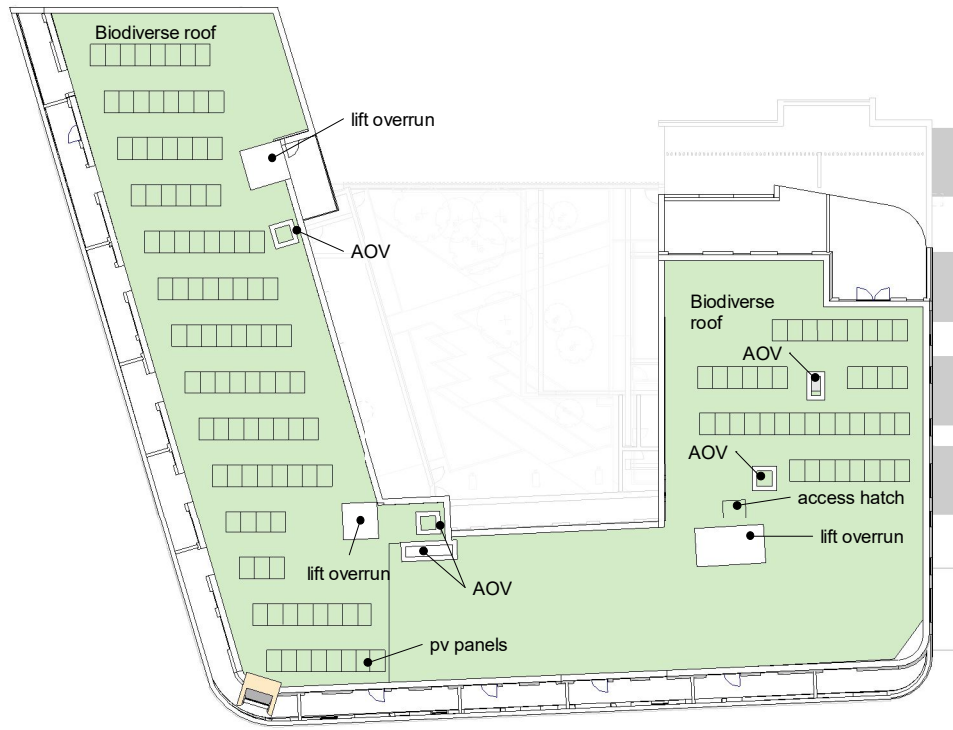 Biodiverse roof
lift overrun
AOV
Biodiverse
roof
AOV
AOV
access hatch
lift overrun
lift overrun
AOV
pv panels